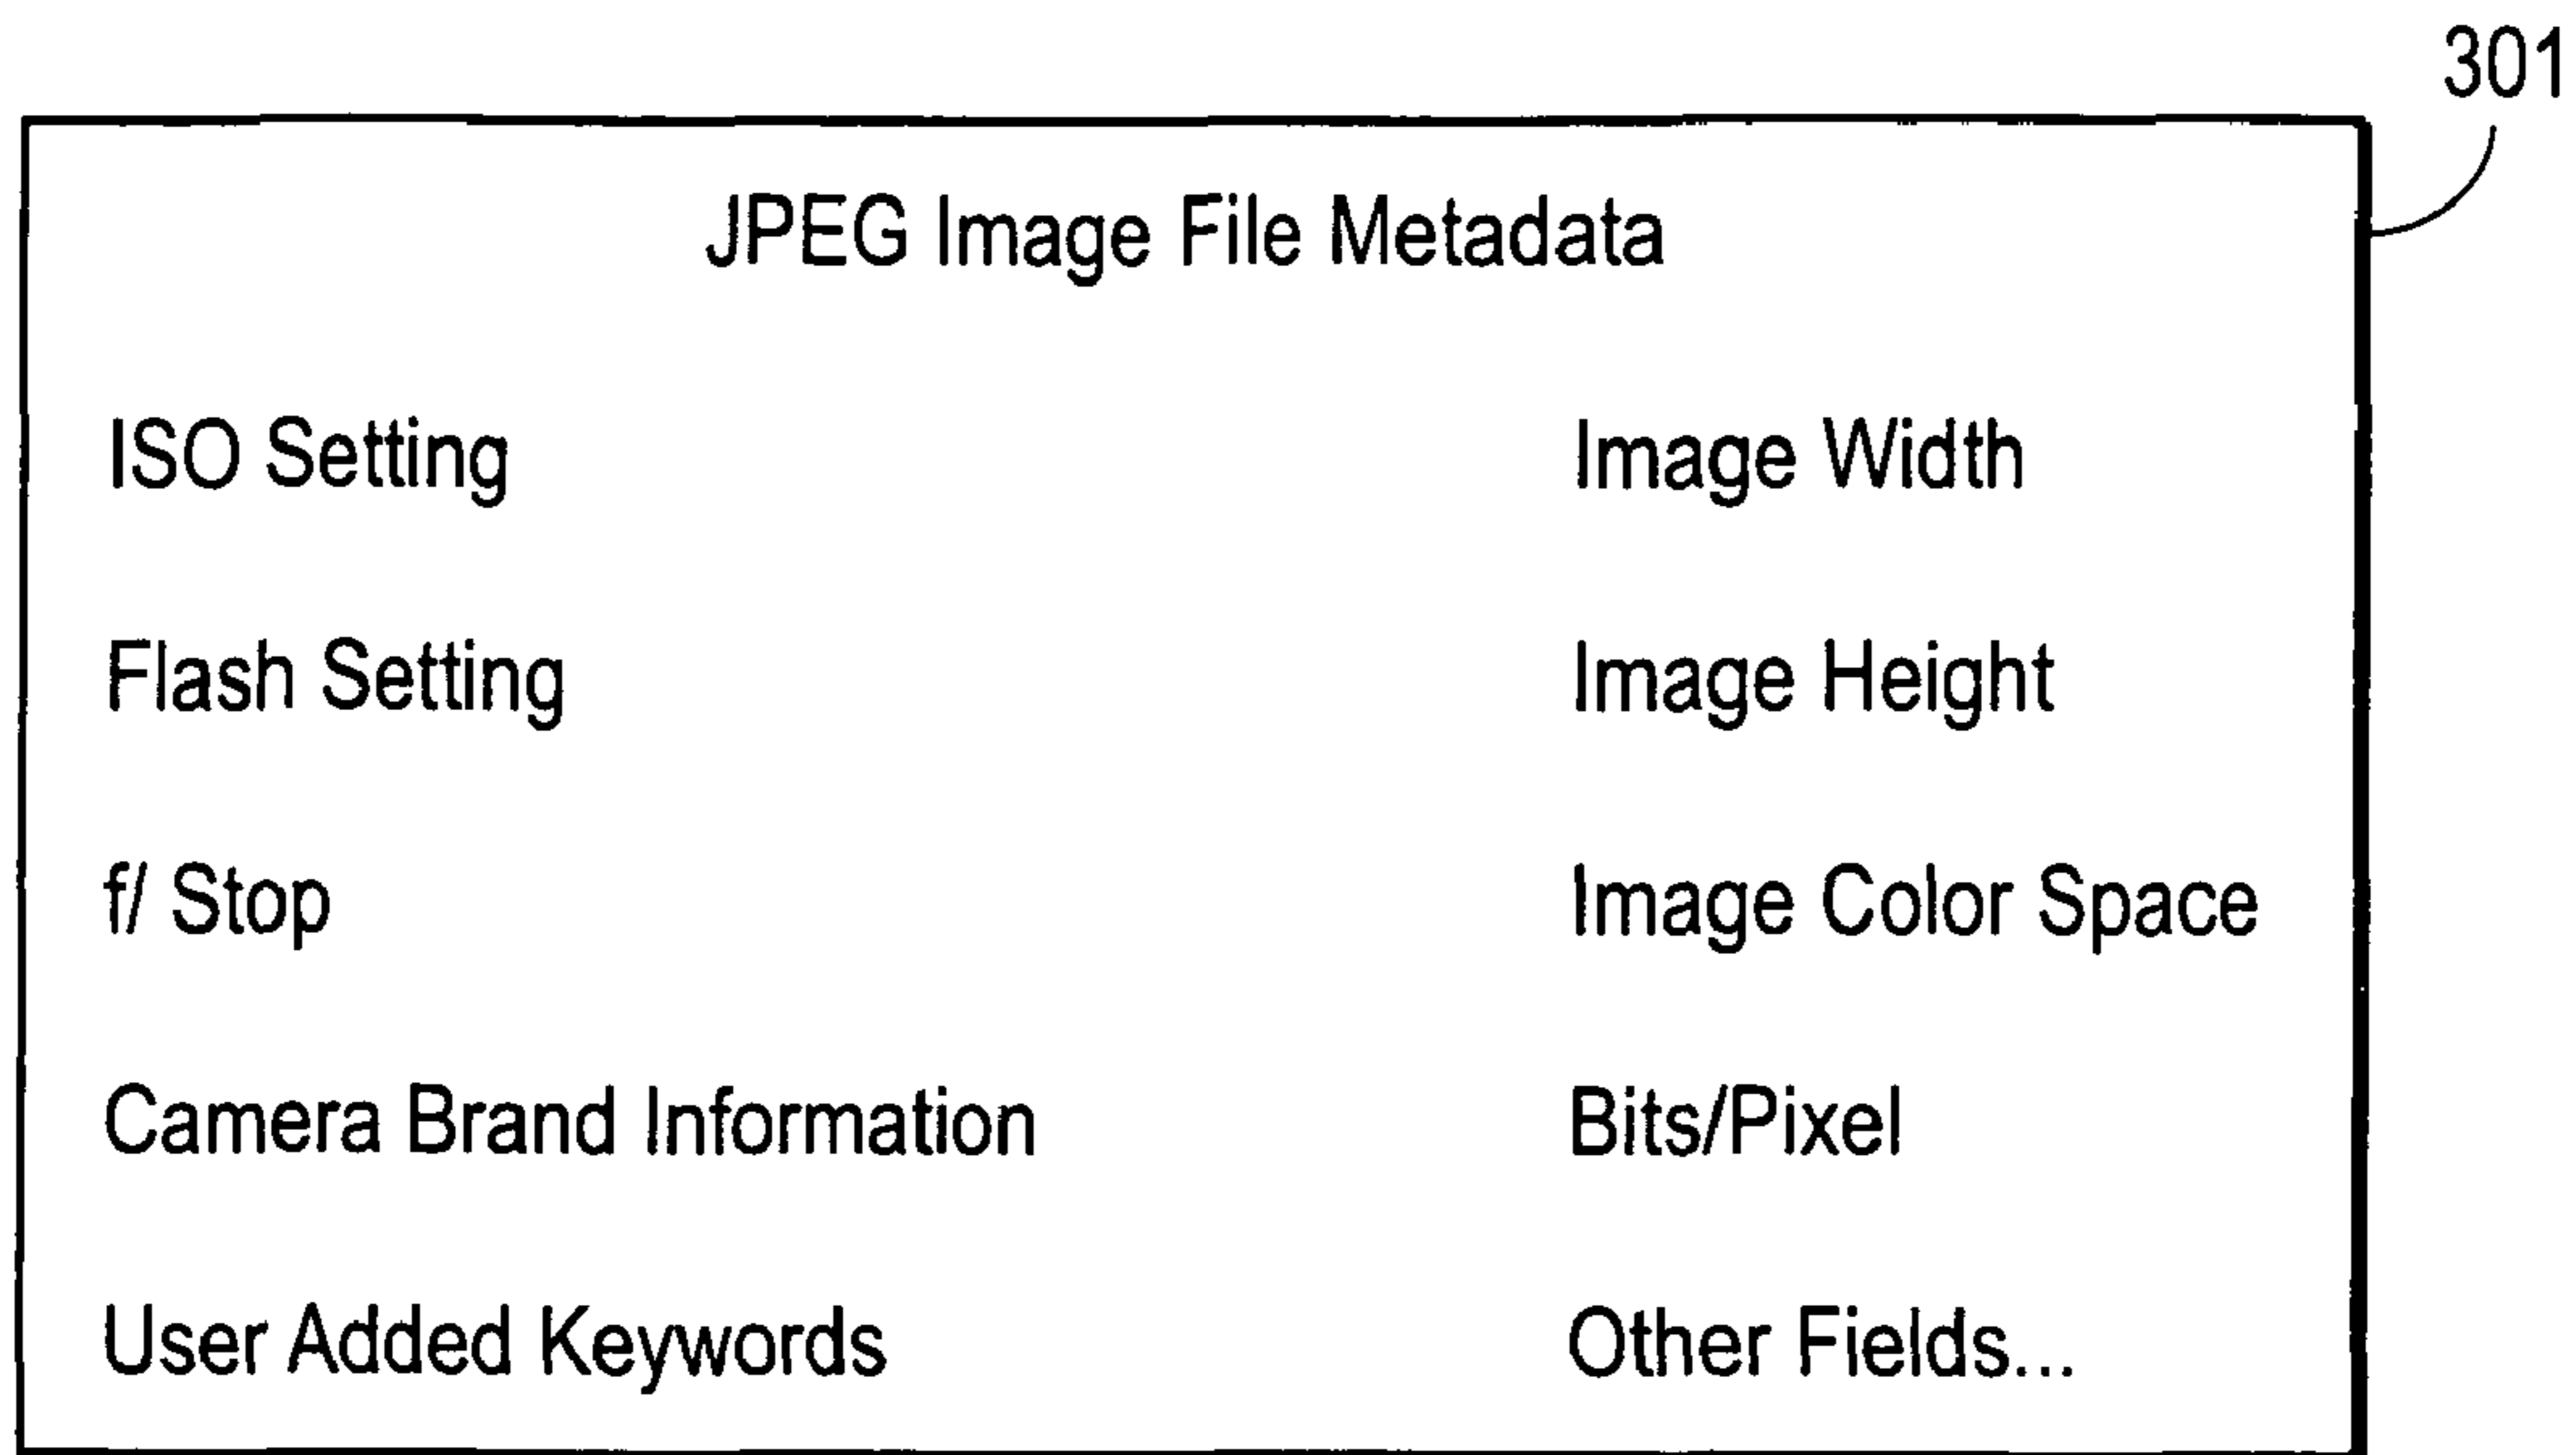 301
JPEG Image File Metadata
ISO Setting
Image Width
Flash Setting
Image Height
f/ Stop
Image Color Space
Camera Brand Information
Bits/Pixel
User Added Keywords
Other Fields...